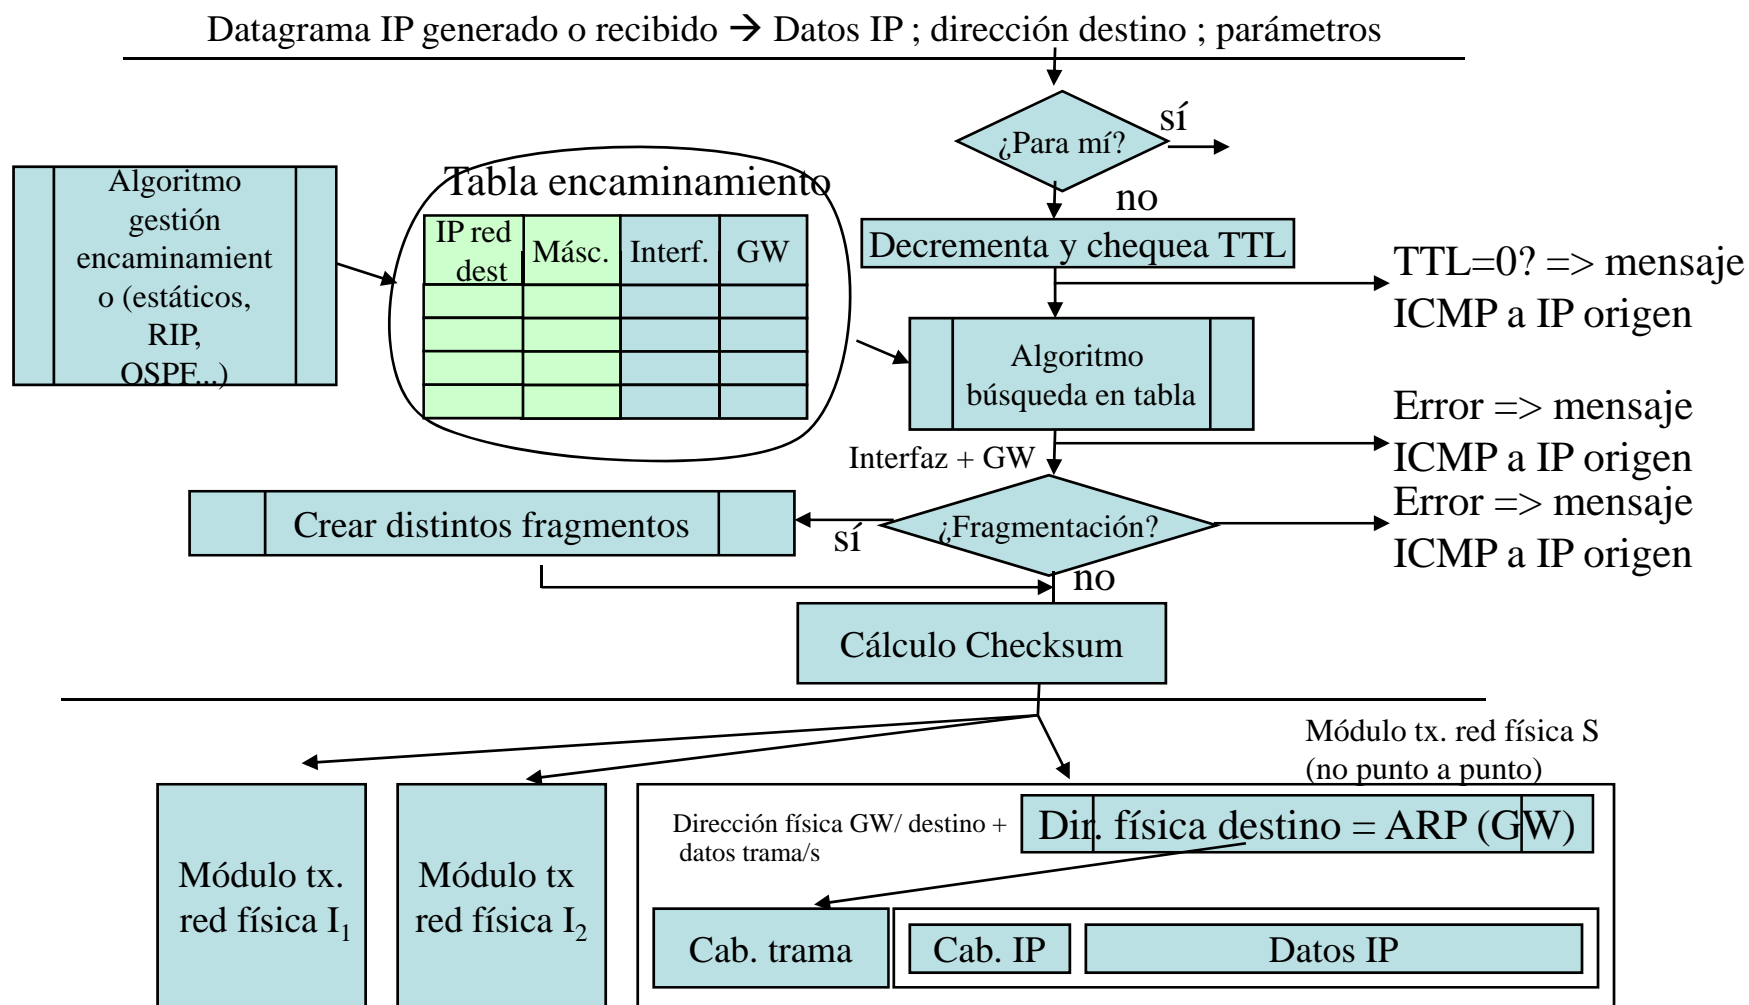 Datagrama IP generado o recibido → Datos IP ; dirección destino ; parámetros
¿Para mí?
sí
no
Algoritmo
gestión
encaminamient
o (estáticos,
RIP,
OSPF...)
Tabla encaminamiento
IP red
dest
Másc.
Interf.
GW
Decrementa y chequea TTL
TTL=0? => mensaje
ICMP a IP origen
Algoritmo
búsqueda en tabla
Error => mensaje
ICMP a IP origen
Interfaz + GW
¿Fragmentación?
Error => mensaje
ICMP a IP origen
sí
Crear distintos fragmentos
no
Cálculo Checksum
Módulo tx. red física S
(no punto a punto)
Módulo tx.
red física I1
Módulo tx
red física I2
Dirección física GW/ destino +
datos trama/s
Dir. física destino = ARP (GW)
Cab. trama
Cab. IP
Datos IP